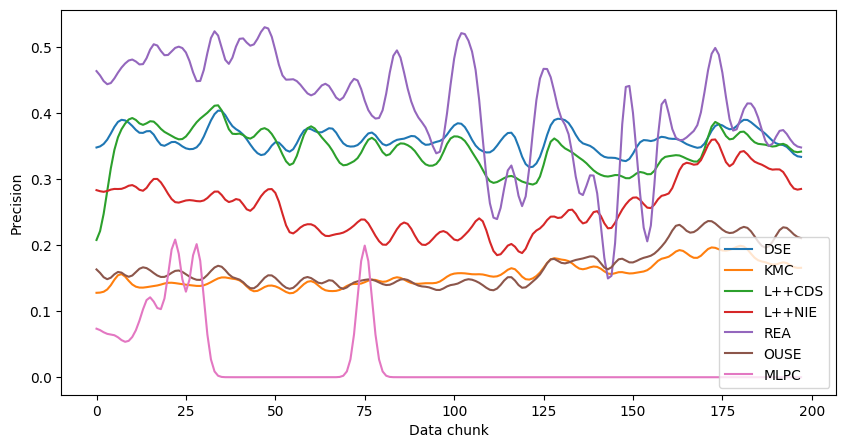 Precision
0.5
0.4
0.3
0.2
0.1
0.0
0
25
50
75
100
125
150
175
200
Data chunk
DSE
KMC
L++CDS
L++NIE
REA
OUSE
MLPC